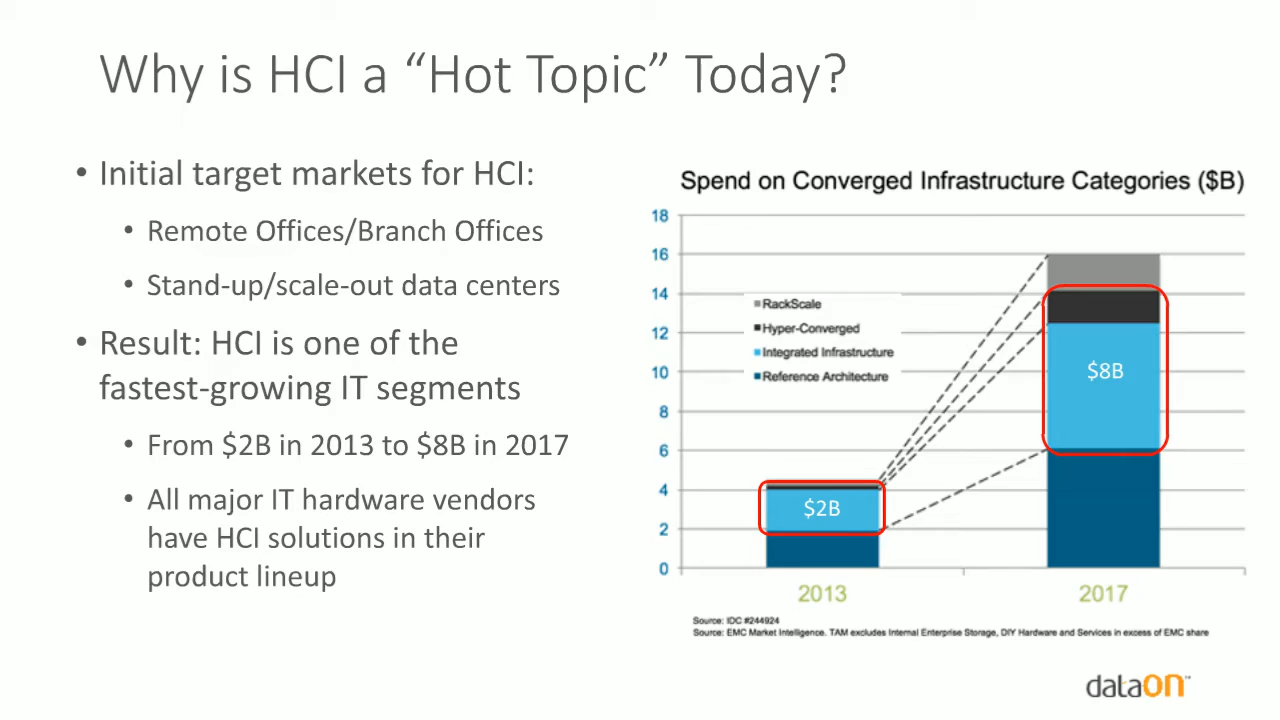 Why is HCI a “Hot Topic” Today?
• Initial target markets for HCI:
• Remote Offices/Branch Offices
• Stand-up/scale-out data centers
• Result: HCI is one of the
fastest-growing IT segments
• From $2B in 2013 to $8B in 2017
• All major IT hardware vendors
have HCI solutions in their
product lineup
Spend on Converged Infrastructure Categories ($B)
18
16
14
12
10
8
6
4
2
0
RackScale
Hyper-Converged
Integrated Infrastructure
Reference Architecture
$2B
$8B
2013
2017
Source: IDC #244924
Source: EMC Market Intelligence. TAM excludes Internal Enterprise Storage, DIY Hardware and Services in excess of EMC share
dataON™